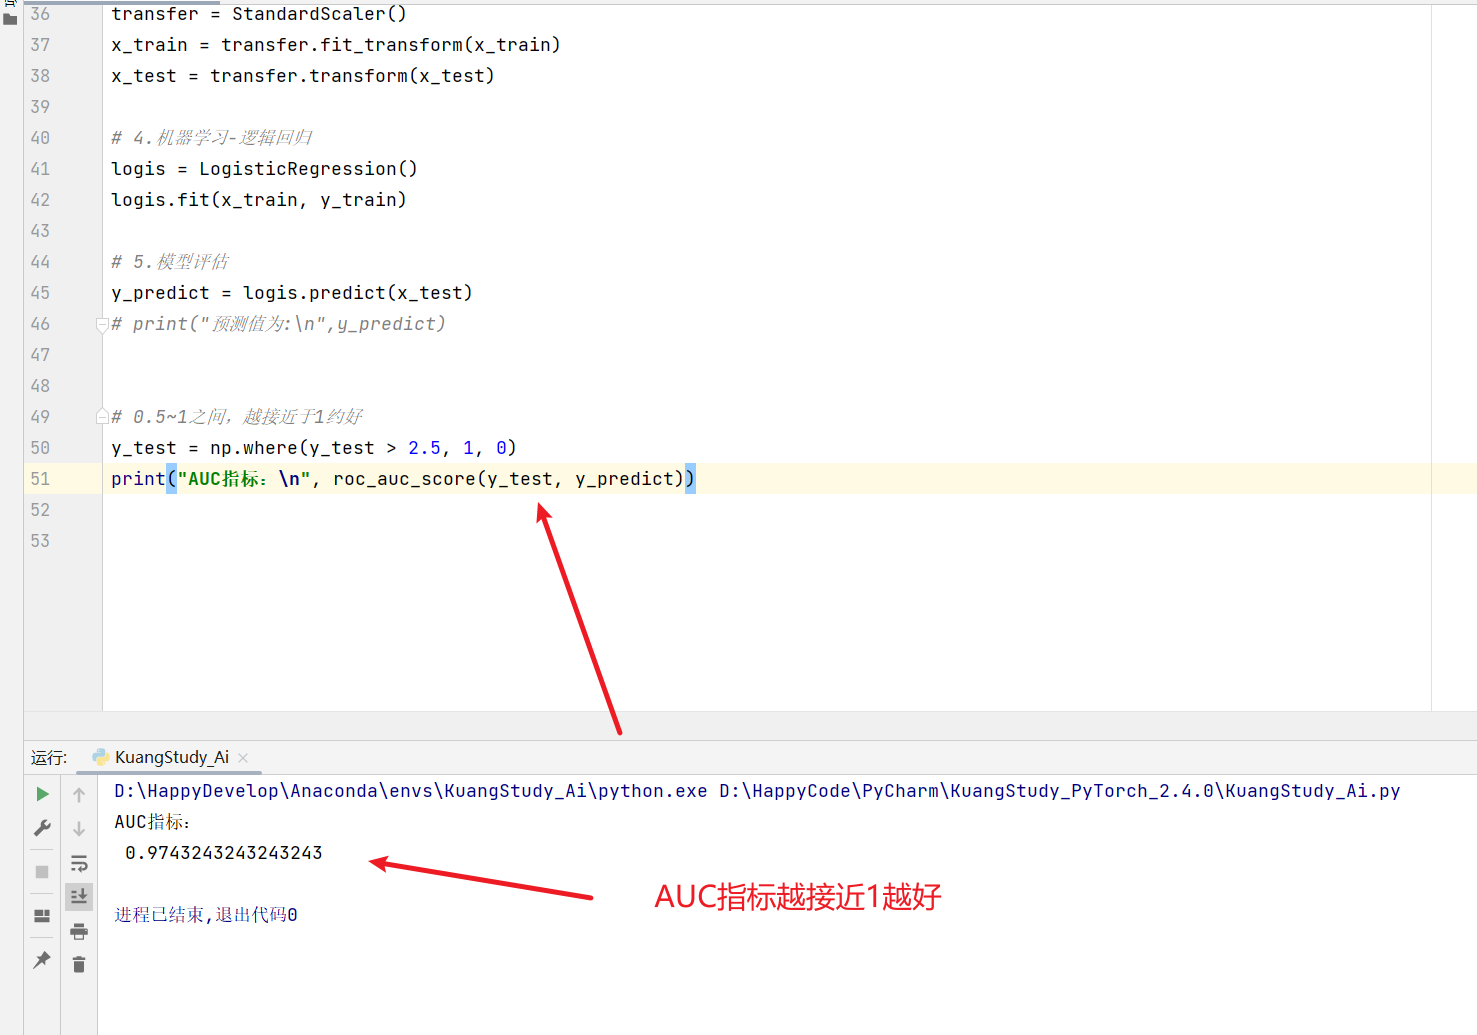 36 transfer = StandardScaler()
37 x_train = transfer.fit_transform(x_train)
38 x_test = transfer.transform(x_test)
39
40 # 4.机器学习-逻辑回归
41 logis = LogisticRegression()
42 logis.fit(x_train, y_train)
43
44 # 5.模型评估
45 y_predict = logis.predict(x_test)
46 # print("预测值为:\n",y_predict)
47
48
49 # 0.5~1之间，越接近于1约好
50 y_test = np.where(y_test > 2.5, 1, 0)
51 print("AUC指标：\n", roc_auc_score(y_test, y_predict))
52
53
运行: KuangStudy_Ai
D:\HappyDevelop\Anaconda\envs\KuangStudy_Ai\python.exe D:\HappyCode\PyCharm\KuangStudy_PyTorch_2.4.0\KuangStudy_Ai.py
AUC指标：
0.9743243243243243
AUC指标越接近1越好
进程已结束,退出代码0